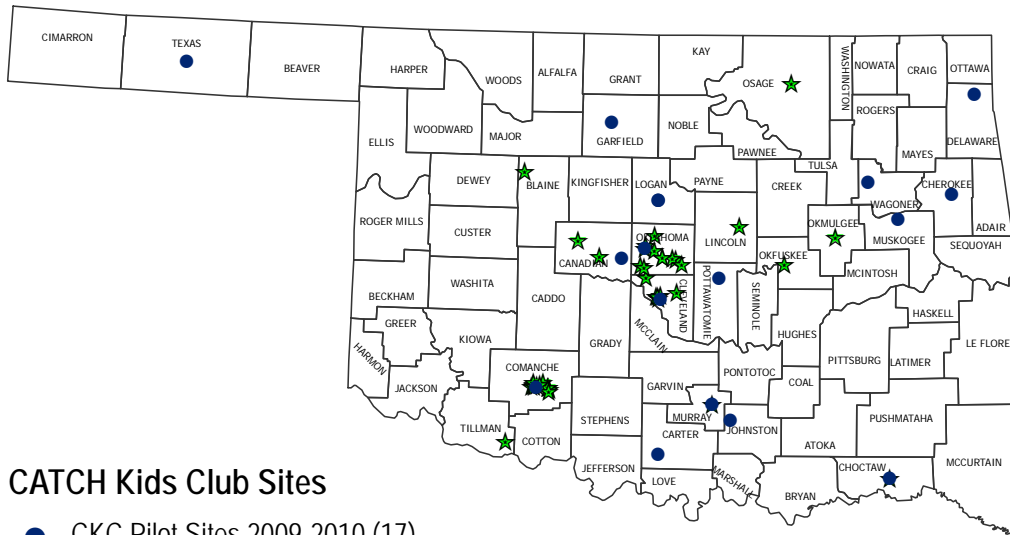 CIMARRON
TEXAS
BEAVER
HARPER
WOODS
ALFALFA
GRANT
KAY
OSAGE
WASHINGTON
NOWATA
CRAIG
OTTAWA
ELLIS
WOODWARD
MAJOR
GARFIELD
NOBLE
PAWNEE
ROGERS
MAYES
DELAWARE
TULSA
DEWEY
BLAINE
KINGFISHER
LOGAN
PAYNE
CREEK
WAGONER
CHEROKEE
ADAIR
ROGER MILLS
CUSTER
CANADIAN
OKLAHOMA
LINCOLN
OKFUSKEE
OKMULGEE
MUSKOGEE
SEQUOYAH
MCINTOSH
BECKHAM
WASHITA
CADDO
CLEVELAND
POTTAWATOMIE
SEMINOLE
HUGHES
HASKELL
GREER
KIOWA
GRADY
MCCLAIN
PITTSBURG
LATIMER
LE FLORE
HARMON
JACKSON
COMANCHE
GARVIN
PONTOTOC
COAL
TILLMAN
COTTON
STEPHENS
MURRAY
CARTER
JOHNSTON
ATOKA
PUSHMATAHA
MCCURTAIN
JEFFERSON
LOVE
MARSHALL
BRYAN
CHOCTAW
CATCH Kids Club Sites
CKC Pilot Sites 2009-2010 (17)